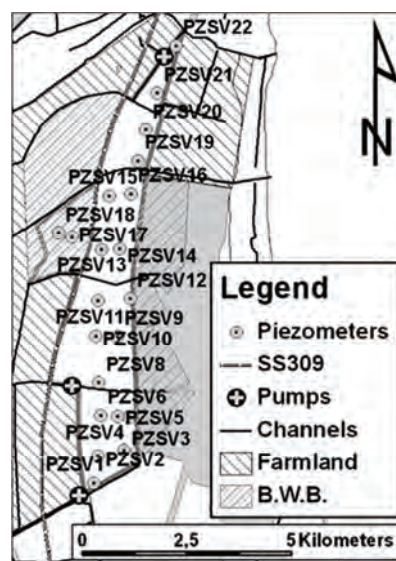 PZSV22
PZSV21
PZSV20
PZSV19
PZSV15 PZSV16
PZSV18
PZSV17
PZSV13 PZSV14
PZSV12
PZSV11 PZSV9
PZSV10
PZSV8
PZSV6
PZSV5
PZSV4
PZSV3
PZSV1 PZSV2
N
Legend
Piezometers
SS309
Pumps
Channels
Farmland
B.W.B.
0 2,5 5 Kilometers